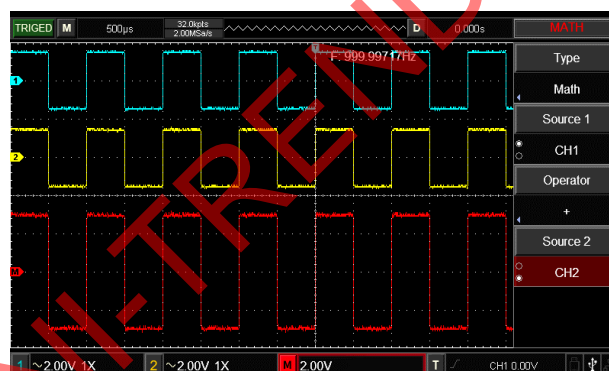 TRIGED M 500µs 32.0kpts D 0.000s MATH
2.00MSa/s
F: 999.99717Hz
Type
Math
Source 1
CH1
Operator
+
Source 2
CH2
1
2
M
1 ~2.00V 1X 2 ~2.00V 1X M 2.00V T CH1 0.00V